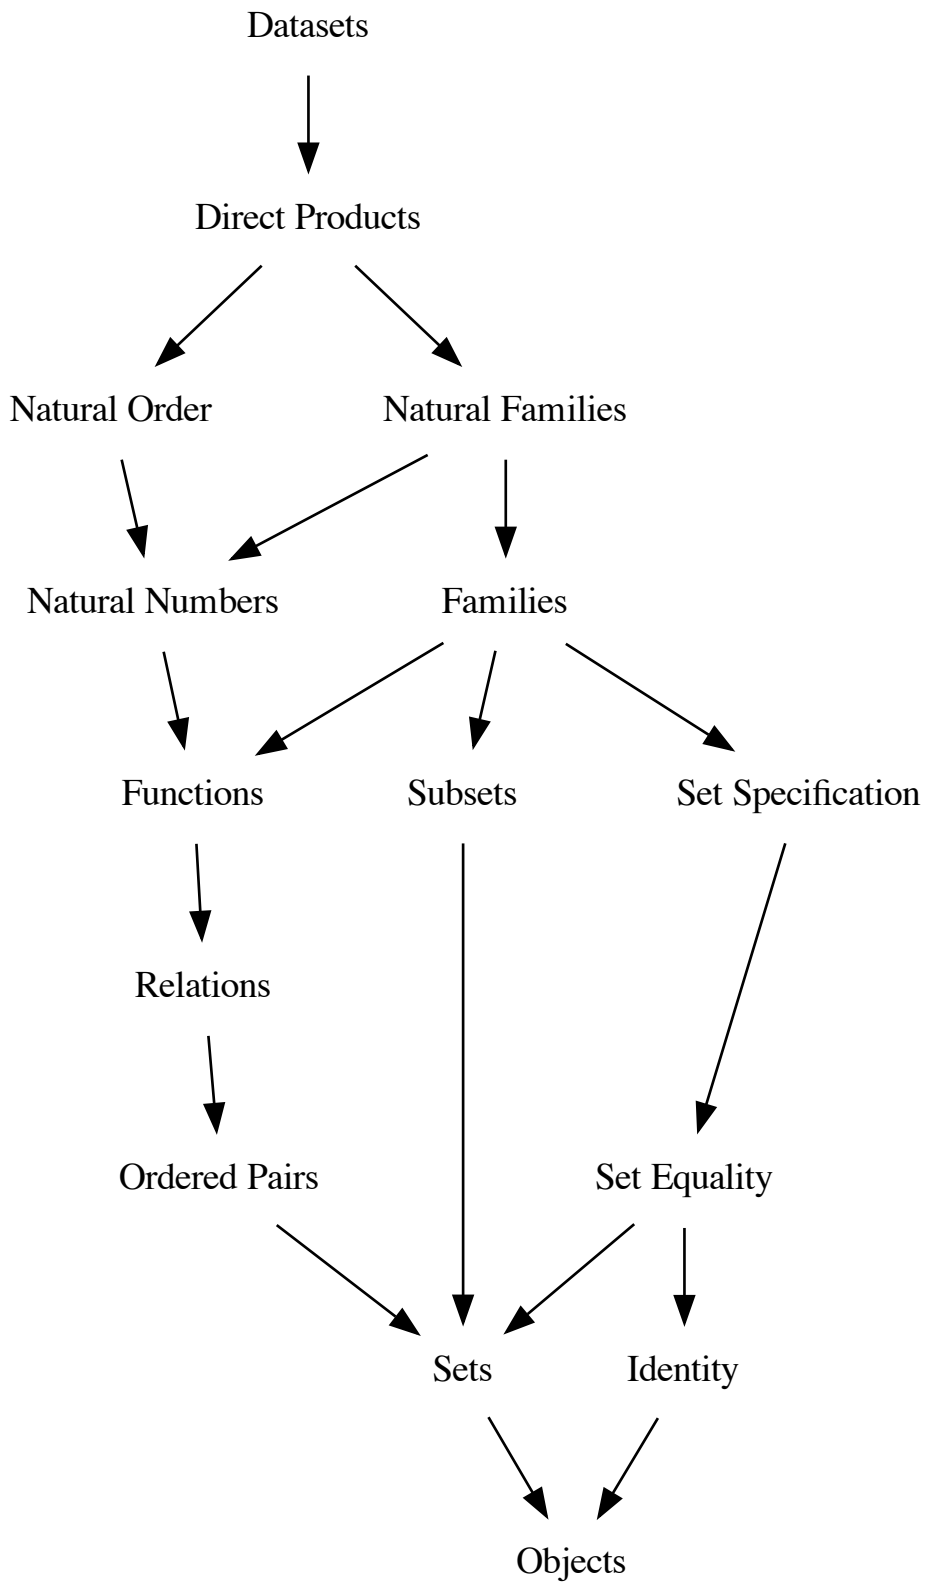 Datasets
Direct Products
Natural Order
Natural Families
Natural Numbers
Families
Functions
Subsets
Set Specification
Relations
Ordered Pairs
Set Equality
Sets
Identity
Objects